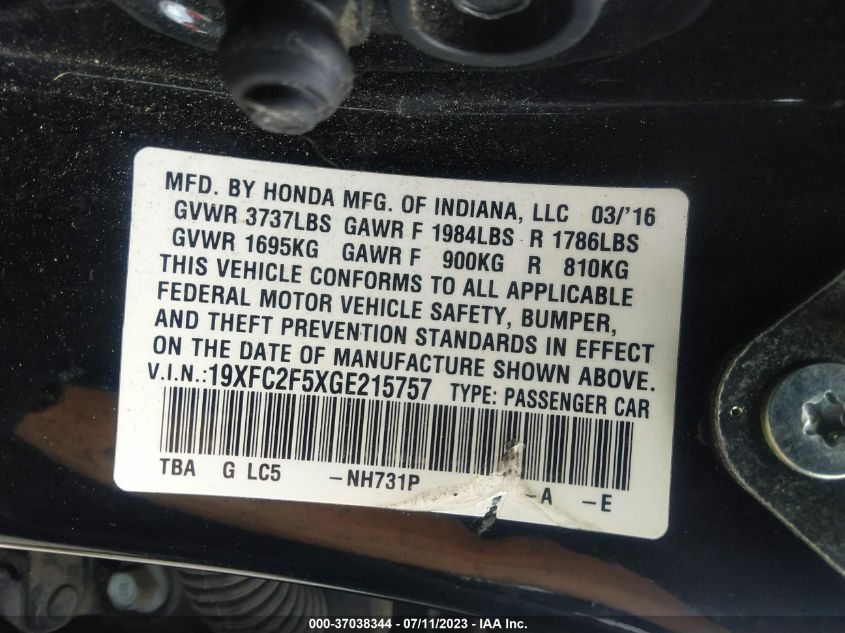 MFD. BY HONDA MFG. OF INDIANA, LLC 03/'16
GVWR 3737LBS GAWR F 1984LBS R 1786LBS
GVWR 1695KG GAWR F 900KG R 810KG
THIS VEHICLE CONFORMS TO ALL APPLICABLE
FEDERAL MOTOR VEHICLE SAFETY, BUMPER,
AND THEFT PREVENTION STANDARDS IN EFFECT
ON THE DATE OF MANUFACTURE SHOWN ABOVE.
V.I.N.:19XFC2F5XGE215757 TYPE: PASSENGER CAR
TBA G LC5 -NH731P -A -E
000-37038344 / 07/11/2023 - IAA Inc.